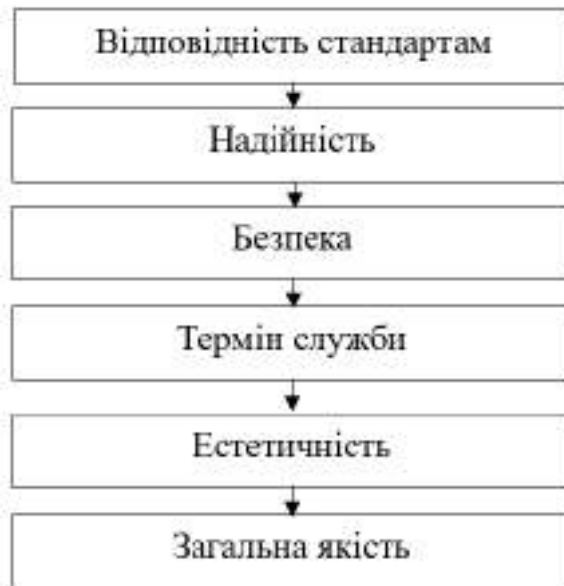 Відповідність стандартам
Надійність
Безпека
Термін служби
Естетичність
Загальна якість